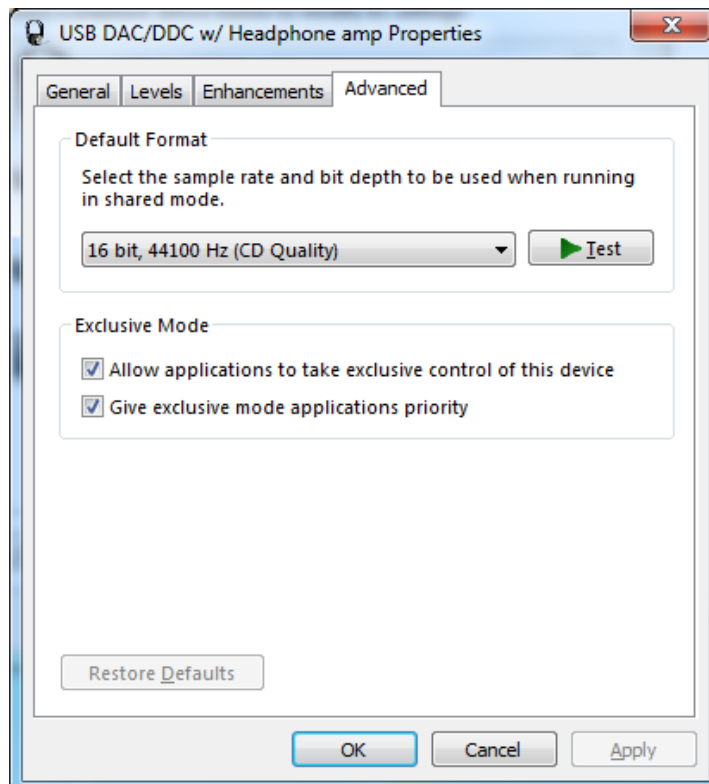 USB DAC/DDC w/ Headphone amp Properties
General Levels Enhancements Advanced
Default Format
Select the sample rate and bit depth to be used when running
in shared mode.
16 bit, 44100 Hz (CD Quality) Test
Exclusive Mode
Allow applications to take exclusive control of this device
Give exclusive mode applications priority
Restore Defaults
OK Cancel Apply